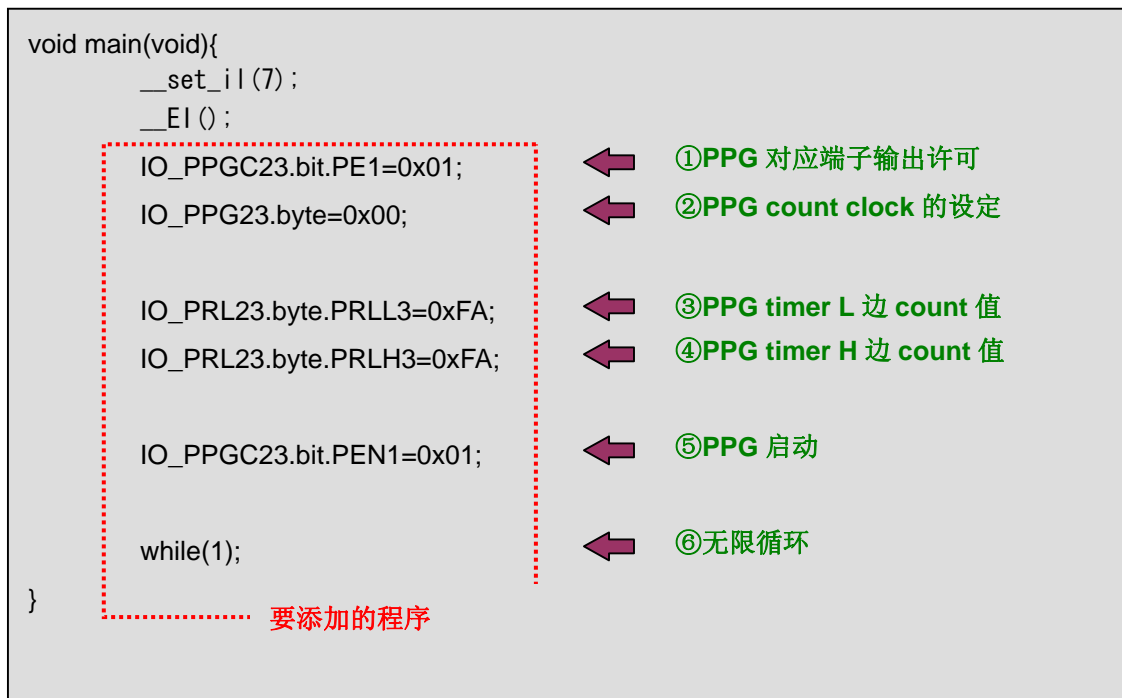 void main(void){
__set_il(7);
__EI();
IO_PPGC23.bit.PE1=0x01; ①PPG 对应端子输出许可
IO_PPG23.byte=0x00; ②PPG count clock 的设定
IO_PRL23.byte.PRLL3=0xFA; ③PPG timer L 边 count 值
IO_PRL23.byte.PRLH3=0xFA; ④PPG timer H 边 count 值
IO_PPGC23.bit.PEN1=0x01; ⑤PPG 启动
while(1); ⑥无限循环
}
要添加的程序